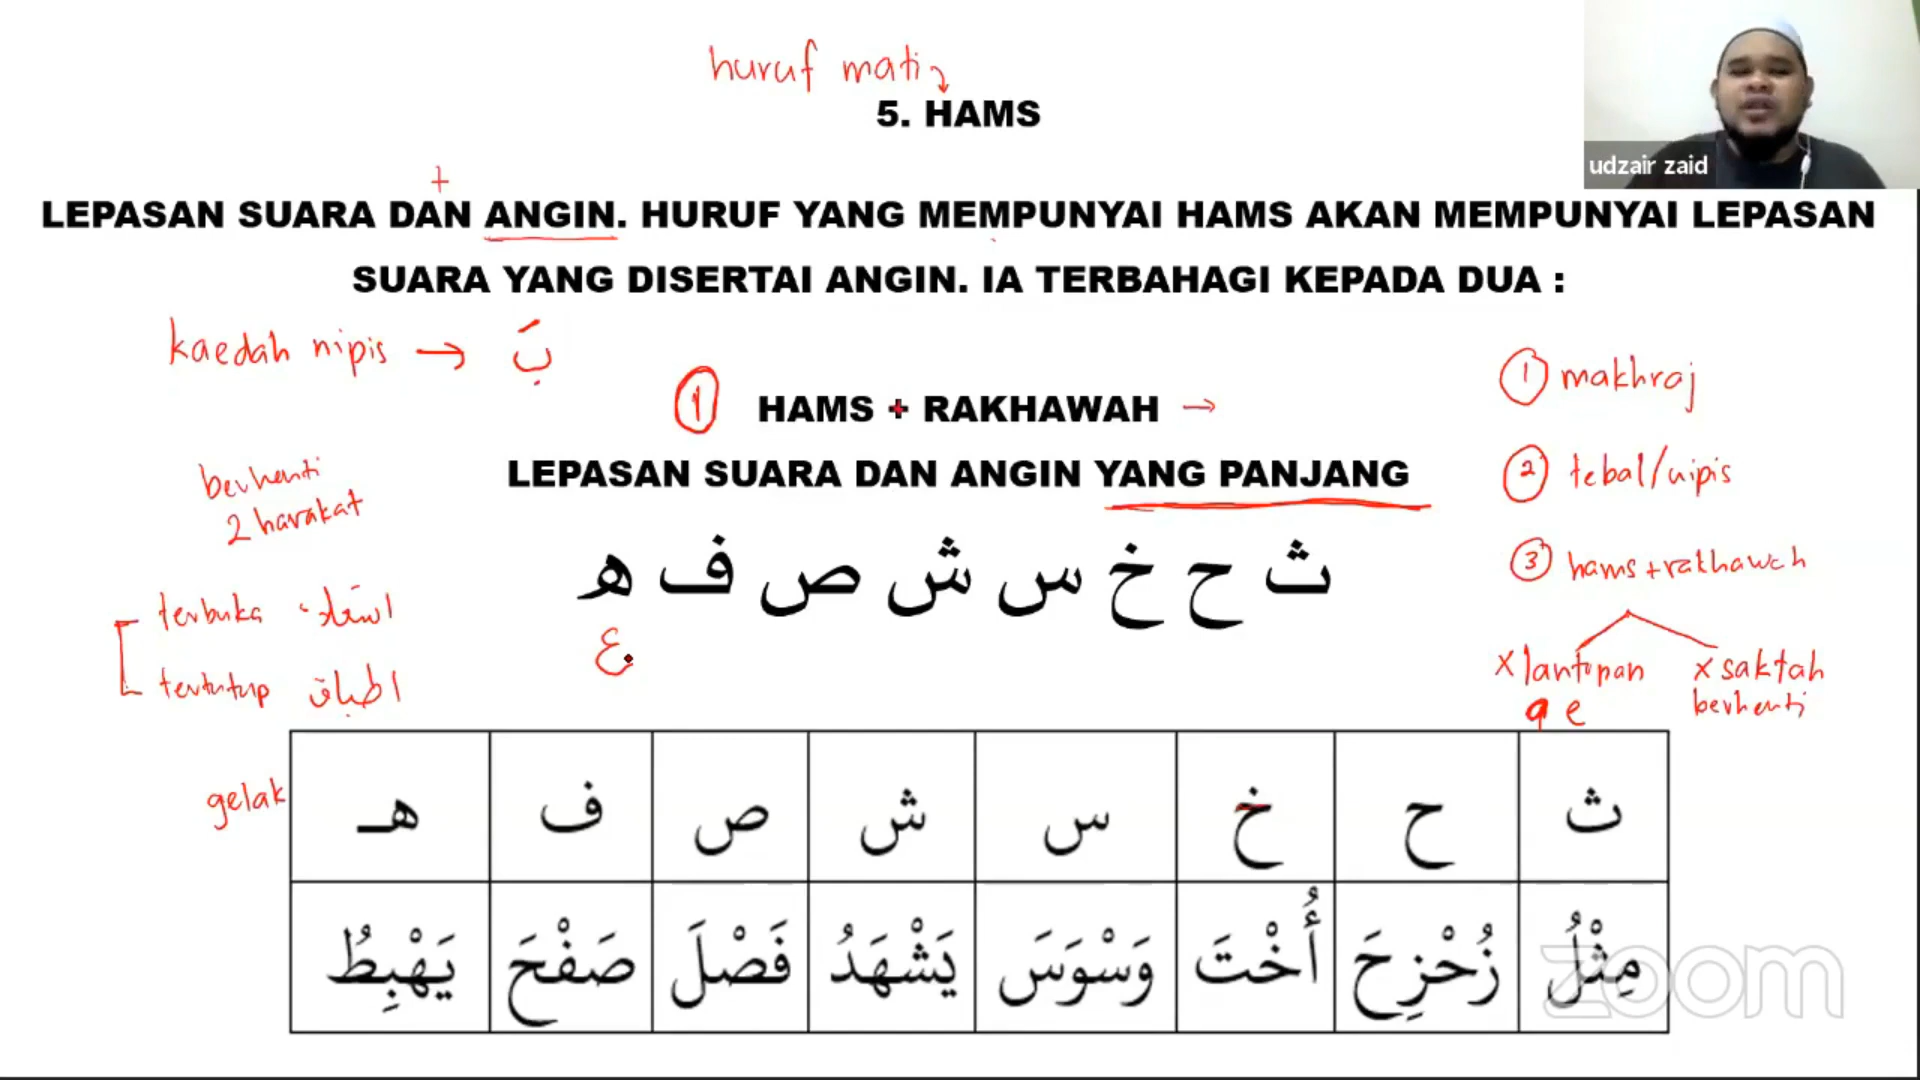 huruf mati
5. HAMS
udzair zaid
+
LEPASAN SUARA DAN ANGIN. HURUF YANG MEMPUNYAI HAMS AKAN MEMPUNYAI LEPASAN
SUARA YANG DISERTAI ANGIN. IA TERBAHAGI KEPADA DUA :
kaedah nipis → بَ
1 HAMS + RAKHAWAH →
LEPASAN SUARA DAN ANGIN YANG PANJANG
1 makhraj
2 tebal/nipis
3 hams + rakhawah
x lantunan x saktah
q e berhenti
berhenti
2 harakat
terbuka
tertutup اطباق
ث ح خ س ش ص ف ه
ع
gelak
ث ح خ س ش ص ف هـ
مِثْلُ زُحْزِحَ أُخْتَ وَسْوَسَ يَشْهَدُ فَصْلَ صَفْحَ يَهْبِطُ
zoom